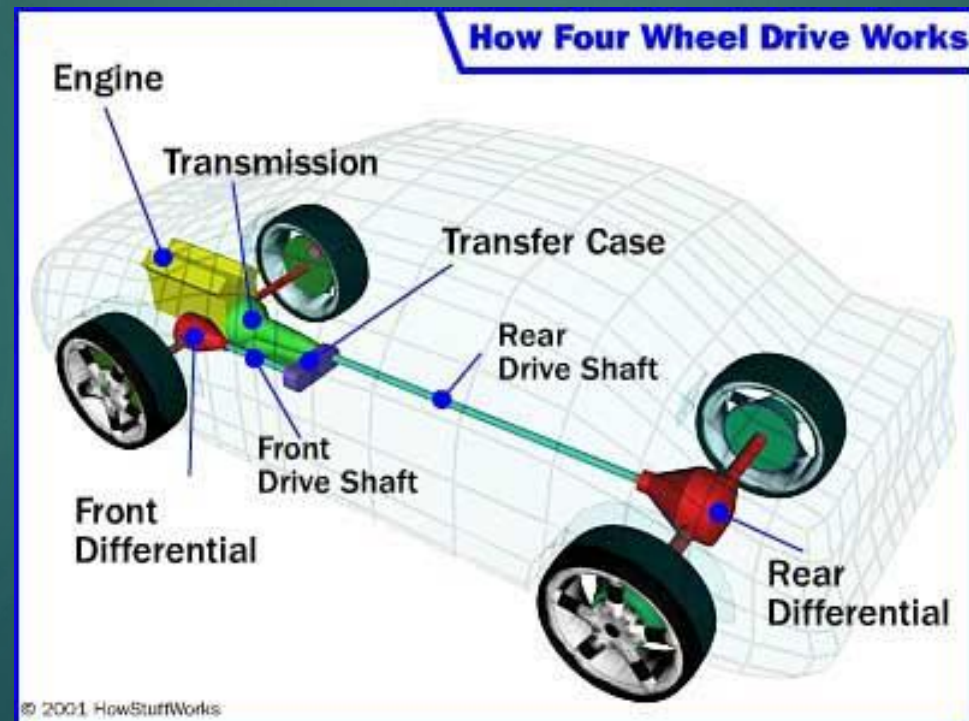 How Four Wheel Drive Works
Engine
Transmission
Transfer Case
Rear
Drive Shaft
Front
Drive Shaft
Front
Differential
Rear
Differential
© 2001 HowStuffWorks